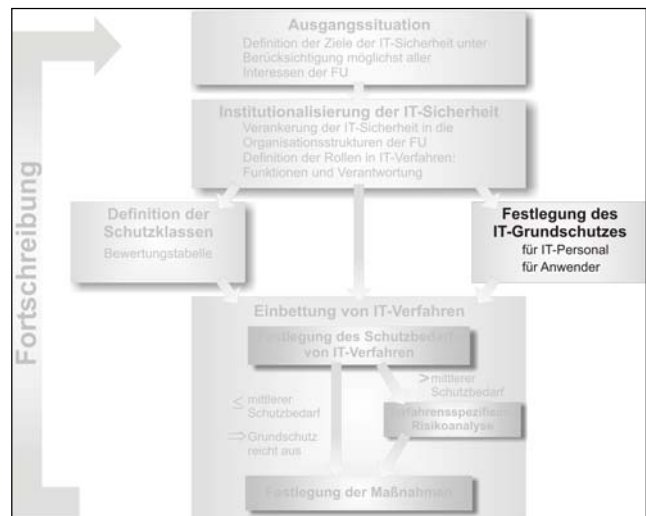 Ausgangssituation
Definition der Ziele der IT-Sicherheit unter
Berücksichtigung möglichst aller
Interessen der FU
Institutionalisierung der IT-Sicherheit
Verankerung der IT-Sicherheit in die
Organisationsstrukturen der FU
Definition der Rollen in IT-Verfahren:
Funktionen und Verantwortung
Definition der
Schutzklassen
Bewertungstabelle
Festlegung des
IT-Grundschutzes
für IT-Personal
für Anwender
Fortschreibung
Einbettung von IT-Verfahren
Festlegung des Schutzbedarf
von IT-Verfahren
≤ mittlerer
Schutzbedarf
⇒ Grundschutz
reicht aus
> mittlerer
Schutzbedarf
Risikoanalyse
Festlegung der Maßnahmen